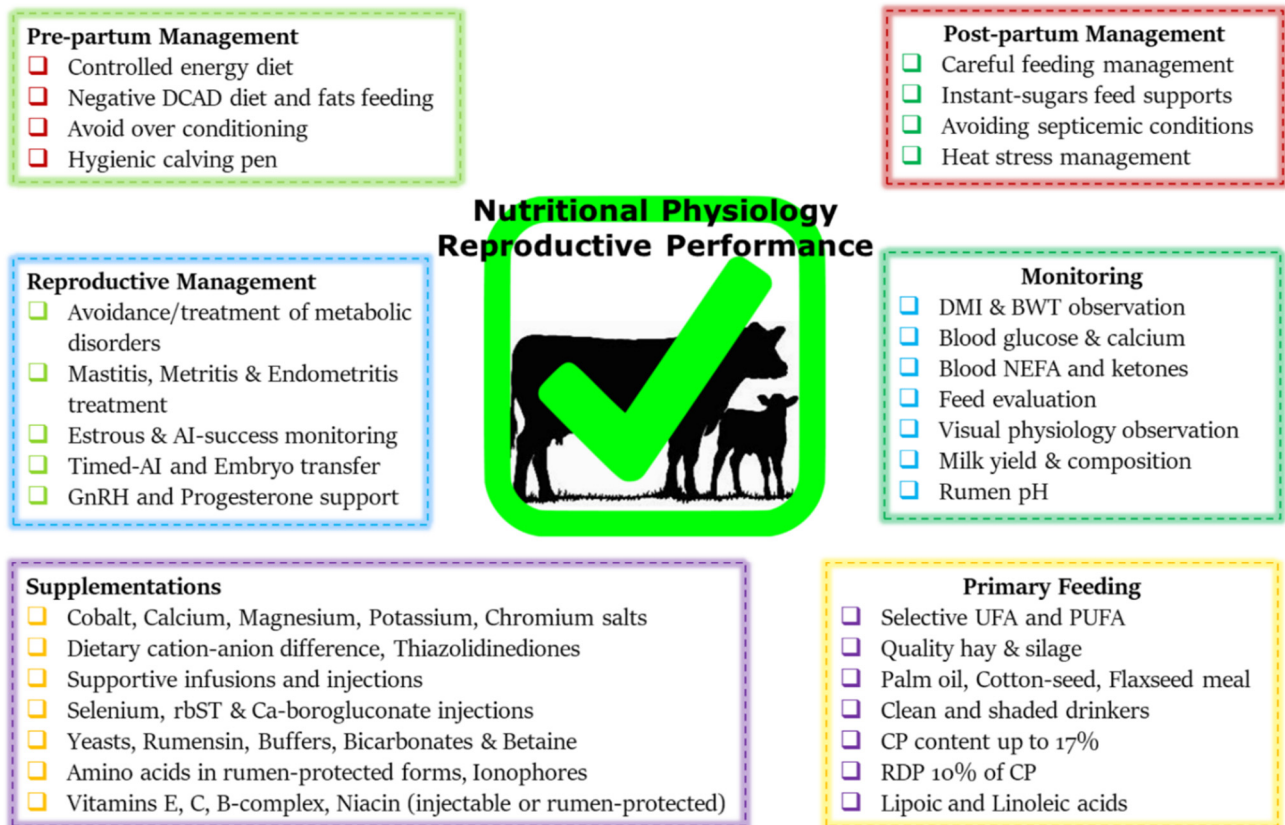 Pre-partum Management
Controlled energy diet
Negative DCAD diet and fats feeding
Avoid over conditioning
Hygienic calving pen
Post-partum Management
Careful feeding management
Instant-sugars feed supports
Avoiding septicemic conditions
Heat stress management
Nutritional Physiology
Reproductive Performance
Reproductive Management
Avoidance/treatment of metabolic
disorders
Mastitis, Metritis & Endometritis
treatment
Estrous & AI-success monitoring
Timed-AI and Embryo transfer
GnRH and Progesterone support
Monitoring
DMI & BWT observation
Blood glucose & calcium
Blood NEFA and ketones
Feed evaluation
Visual physiology observation
Milk yield & composition
Rumen pH
Supplementations
Cobalt, Calcium, Magnesium, Potassium, Chromium salts
Dietary cation-anion difference, Thiazolidinediones
Supportive infusions and injections
Selenium, rbST & Ca-borogluconate injections
Yeasts, Rumensin, Buffers, Bicarbonates & Betaine
Amino acids in rumen-protected forms, Ionophores
Vitamins E, C, B-complex, Niacin (injectable or rumen-protected)
Primary Feeding
Selective UFA and PUFA
Quality hay & silage
Palm oil, Cotton-seed, Flaxseed meal
Clean and shaded drinkers
CP content up to 17%
RDP 10% of CP
Lipoic and Linoleic acids